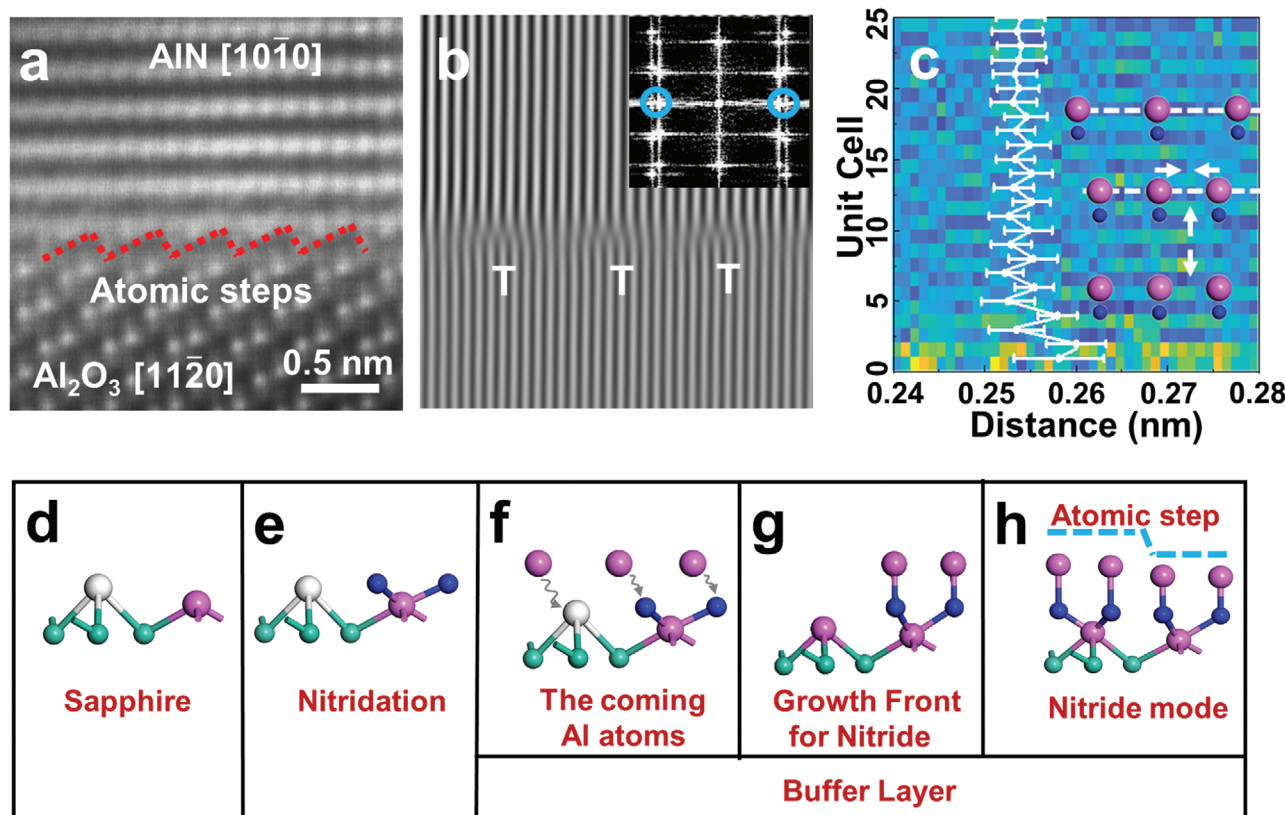 a
AlN [101̅0]
Atomic steps
Al₂O₃ [112̅0]
0.5 nm
b
T T T
c
Unit Cell
25
20
15
10
5
0
0.24 0.25 0.26 0.27 0.28
Distance (nm)
d
Sapphire
e
Nitridation
f
The coming
Al atoms
g
Growth Front
for Nitride
h
Atomic step
Nitride mode
Buffer Layer